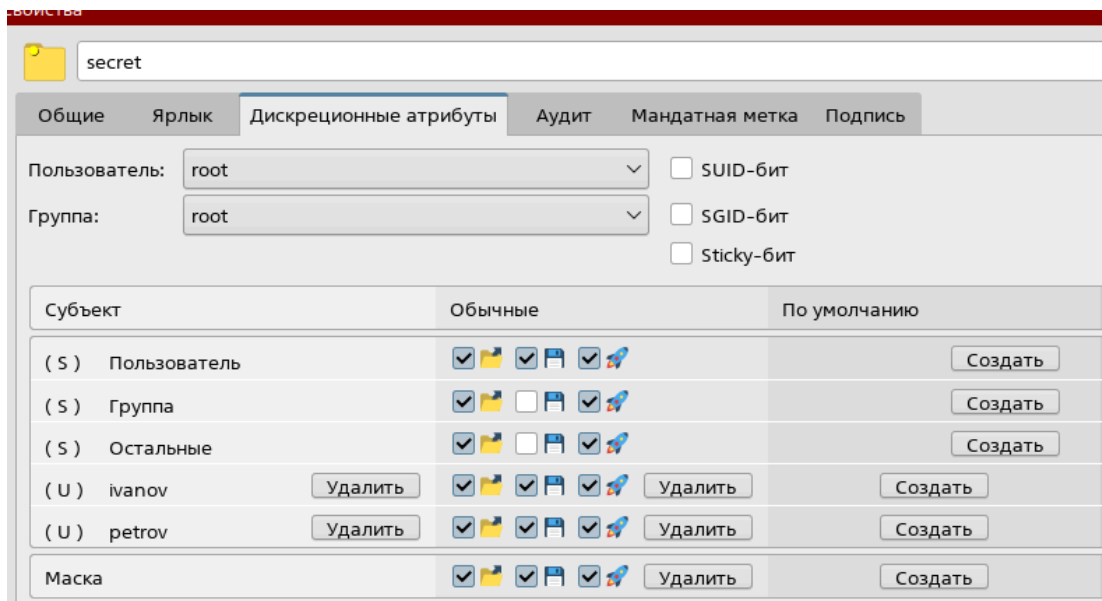 Свойства
secret
Общие Ярлык Дискреционные атрибуты Аудит Мандатная метка Подпись
Пользователь: root SUID-бит
Группа: root SGID-бит
Sticky-бит
Субъект Обычные По умолчанию
(S) Пользователь Создать
(S) Группа Создать
(S) Остальные Создать
(U) ivanov Удалить Удалить Создать
(U) petrov Удалить Удалить Создать
Маска Удалить Создать